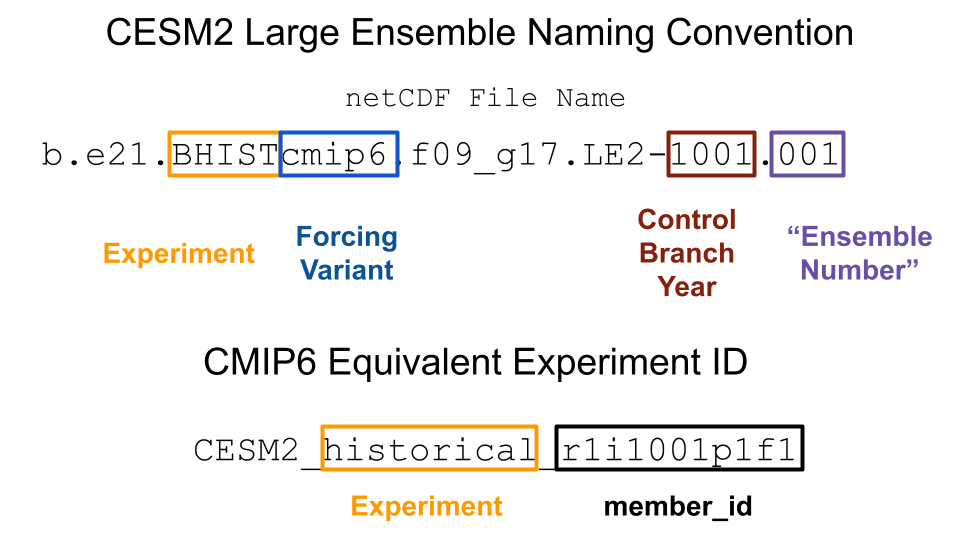 CESM2 Large Ensemble Naming Convention
netCDF File Name
b.e21.BHISTcmip6.f09_g17.LE2-1001.001
Experiment
Forcing
Variant
Control
Branch
Year
“Ensemble
Number”
CMIP6 Equivalent Experiment ID
CESM2_historical_r1i1001p1f1
Experiment
member_id